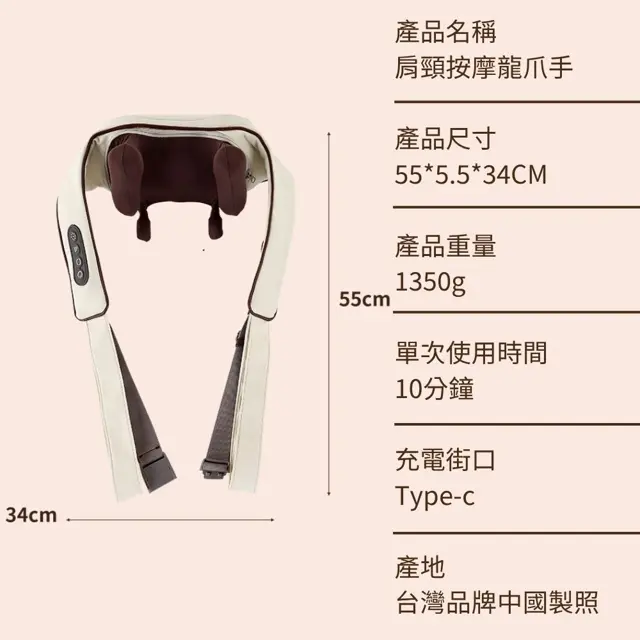 產品名稱
肩頸按摩龍爪手
產品尺寸
55*5.5*34CM
產品重量
1350g
55cm
單次使用時間
10分鐘
充電街口
Type-c
34cm
產地
台灣品牌中國製照